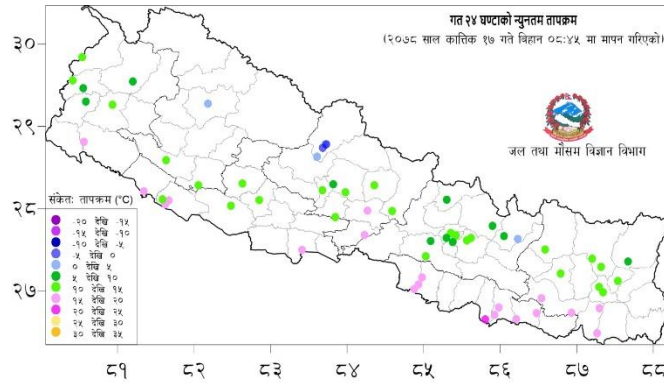 गत २४ घण्टाको न्युनतम तापक्रम
(२०७८ साल कात्तिक १७ गते बिहान ०८:४५ मा मापन गरिएको)
जल तथा मौसम विज्ञान विभाग
३०
२९
२८
२७
संकेत: तापक्रम (°C)
-२० देखि -१५
-१५ देखि -१०
-१० देखि -५
-५ देखि ०
० देखि ५
५ देखि १०
१० देखि १५
१५ देखि २०
२० देखि २५
२५ देखि ३०
३० देखि ३५
८१ ८२ ८३ ८४ ८५ ८६ ८७ ८८